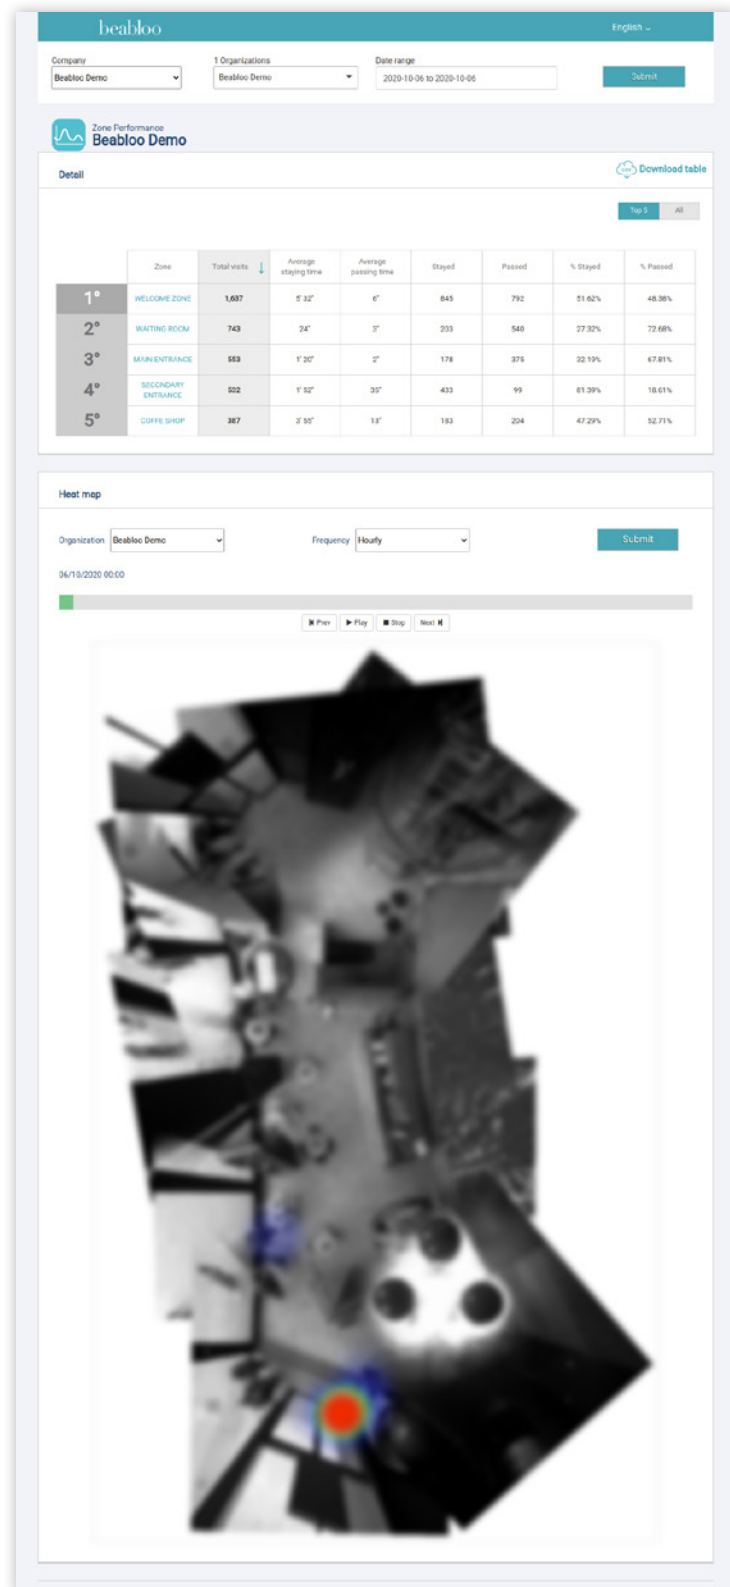 beabloo English
Company 1 Organizations Date range
Beabloo Demo Beabloo Demo 2020-10-06 to 2020-10-06 Submit
Zone Performance
Beabloo Demo
Detail Download table
Top 5 All
Zone Total visits ↓ Average staying time Average passing time Stayed Passed % Stayed % Passed
1° WELCOME ZONE 1,637 5' 32" 6" 845 792 51.62% 48.38%
2° WAITING ROOM 743 24" 3" 203 540 27.32% 72.68%
3° MAIN ENTRANCE 553 1' 20" 2" 178 375 32.19% 67.81%
4° SECONDARY ENTRANCE 532 1' 52" 35" 433 99 81.39% 18.61%
5° COFFE SHOP 387 3' 55" 13" 183 204 47.29% 52.71%
Heat map
Organization Beabloo Demo Frequency Hourly Submit
06/10/2020 00:00
Prev Play Stop Next